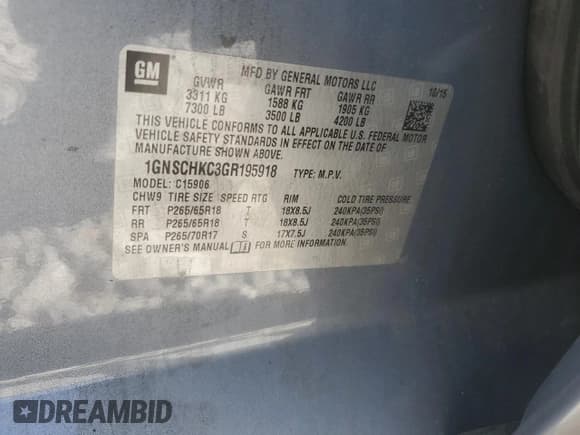 GM
MFD BY GENERAL MOTORS LLC
10/15
GVWR GAWR FRT GAWR RR
3311 KG 1588 KG 1905 KG
7300 LB 3500 LB 4200 LB
THIS VEHICLE CONFORMS TO ALL APPLICABLE U.S. FEDERAL MOTOR
VEHICLE SAFETY STANDARDS IN EFFECT ON THE DATE OF
MANUFACTURE SHOWN ABOVE.
1GNSCHKC3GR195918 TYPE: M.P.V.
MODEL: C15906
CHW9 TIRE SIZE SPEED RTG RIM COLD TIRE PRESSURE
FRT P265/65R18 T 18X8.5J 240KPA(35PSI)
RR P265/65R18 T 18X8.5J 240KPA(35PSI)
SPA P265/70R17 S 17X7.5J 240KPA(35PSI)
SEE OWNER'S MANUAL FOR MORE INFORMATION.
DREAMBID